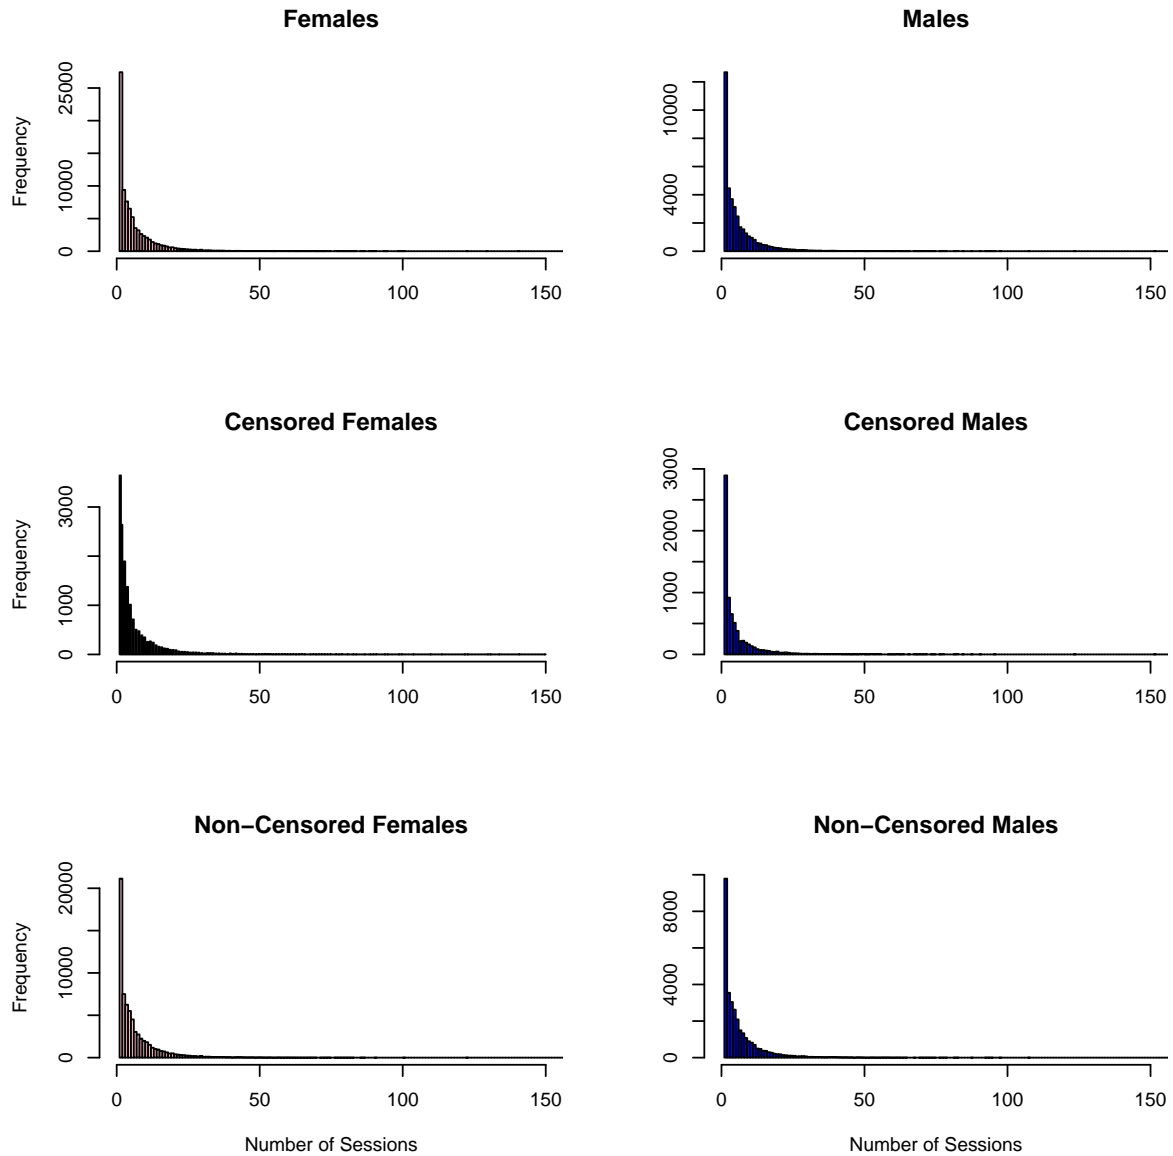 Females
Frequency
25000
10000
0
0 50 100 150
Males
10000
4000
0
0 50 100 150
Censored Females
Frequency
3000
1000
0
0 50 100 150
Censored Males
3000
2000
1000
0
0 50 100 150
Non−Censored Females
Frequency
20000
10000
0
0 50 100 150
Number of Sessions
Non−Censored Males
8000
4000
0
0 50 100 150
Number of Sessions